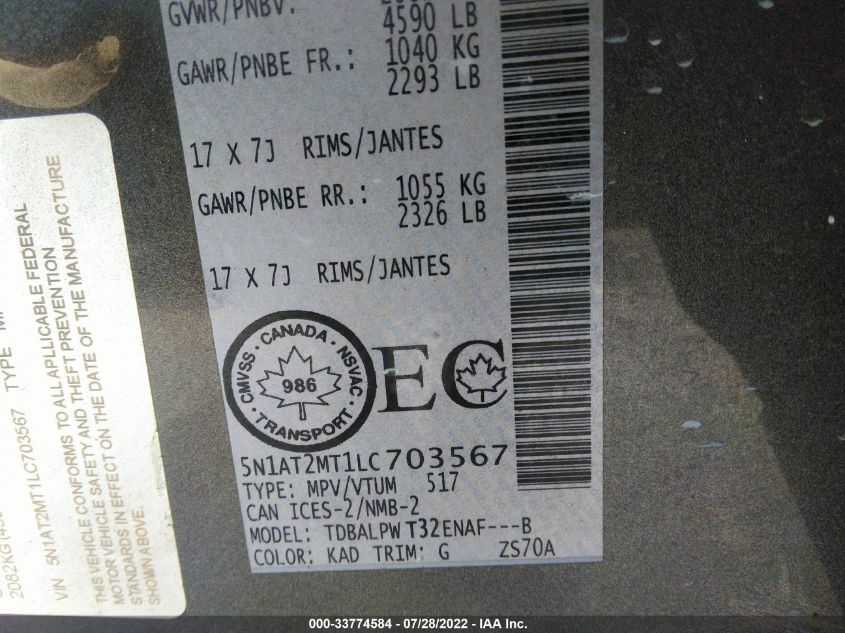 GVWR/PNBV:
4590 LB
GAWR/PNBE FR.: 1040 KG
2293 LB
17 X 7J RIMS/JANTES
GAWR/PNBE RR.: 1055 KG
2326 LB
17 X 7J RIMS/JANTES
CANADA · NSVAC · TRANSPORT · CMVSS ·
986
EC
5N1AT2MT1LC703567
TYPE: MPV/VTUM 517
CAN ICES-2/NMB-2
MODEL: TDBALPW T32ENAF---B
COLOR: KAD TRIM: G ZS70A
VIN 5N1AT2MT1LC703567 TYPE
THIS VEHICLE CONFORMS TO ALL APLLICABLE FEDERAL
MOTOR VEHICLE SAFETY AND THEFT PREVENTION
STANDARDS IN EFFECT ON THE DATE OF THE MANUFACTURE
SHOWN ABOVE.
000-33774584 - 07/28/2022 - IAA Inc.